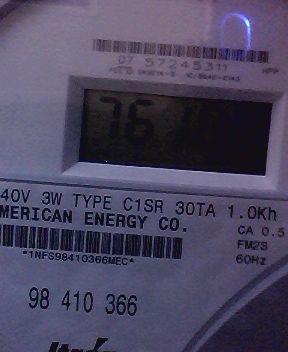 07 57245311
76
40V 3W TYPE C1SR 30TA 1.0Kh
MERICAN ENERGY CO.
CA 0.5
FM2S
*1NFS98410366MEC*
60Hz
98 410 366